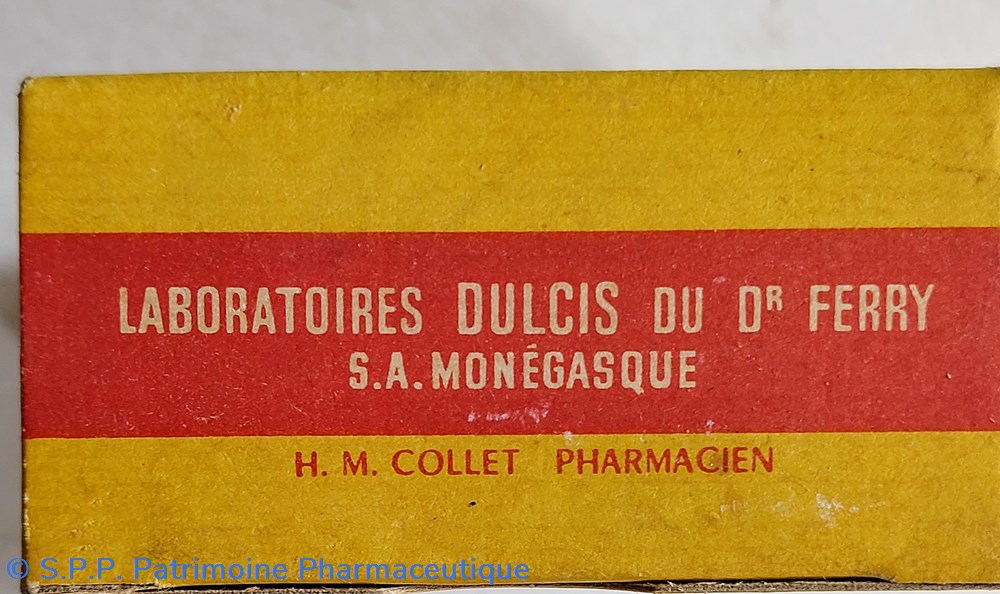 LABORATOIRES DULCIS DU DR FERRY
S.A. MONÉGASQUE
H. M. COLLET PHARMACIEN
© S.P.P. Patrimoine Pharmaceutique